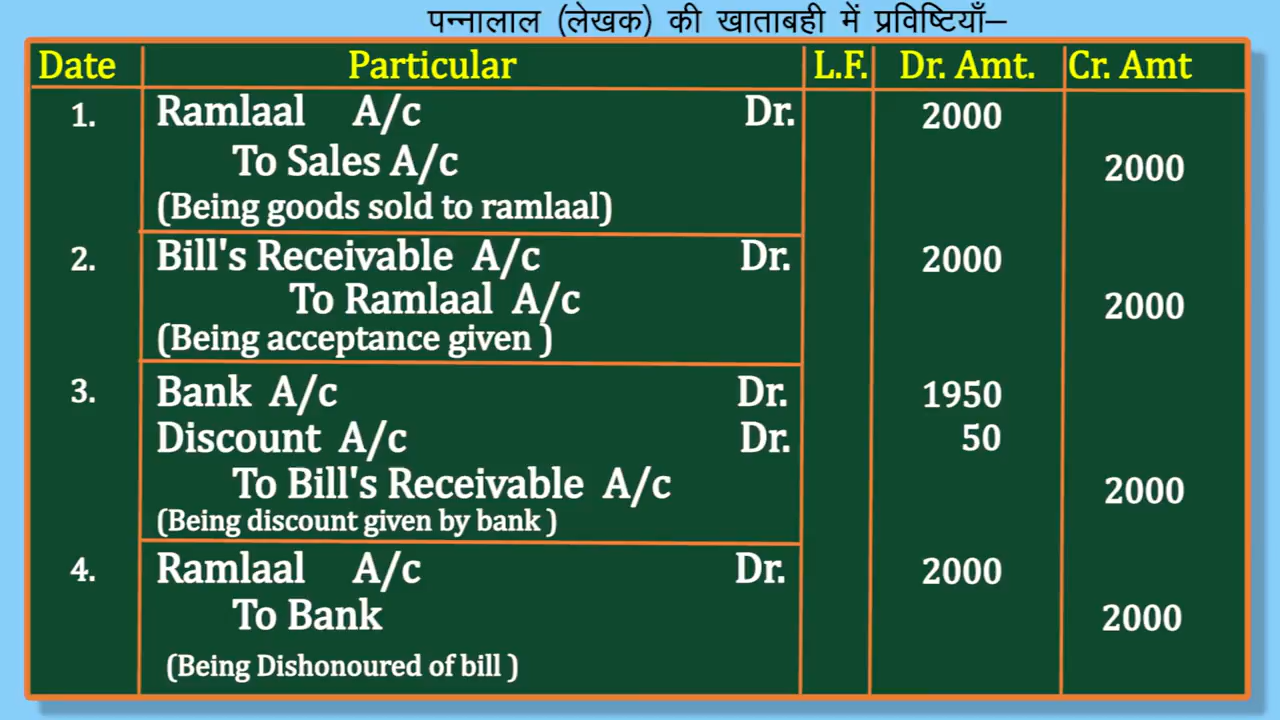 पन्नालाल (लेखक) की खाताबही में प्रविष्टियाँ–
Date Particular L.F. Dr. Amt. Cr. Amt
1. Ramlaal A/c Dr. 2000
To Sales A/c 2000
(Being goods sold to ramlaal)
2. Bill's Receivable A/c Dr. 2000
To Ramlaal A/c 2000
(Being acceptance given )
3. Bank A/c Dr. 1950
Discount A/c Dr. 50
To Bill's Receivable A/c 2000
(Being discount given by bank )
4. Ramlaal A/c Dr. 2000
To Bank 2000
(Being Dishonoured of bill )